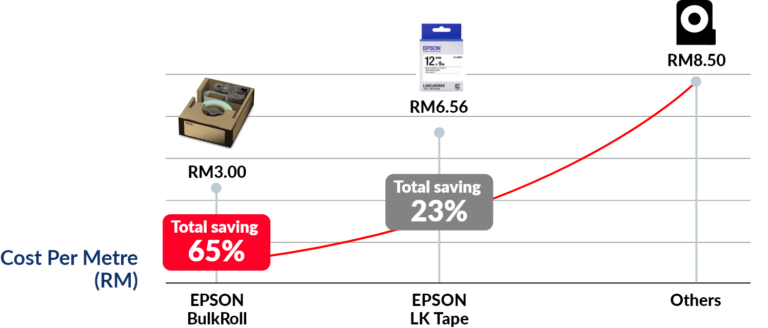 RM8.50
EPSON
12
RM6.56
RM3.00
Total saving
23%
Total saving
65%
Cost Per Metre
(RM)
EPSON
BulkRoll
EPSON
LK Tape
Others